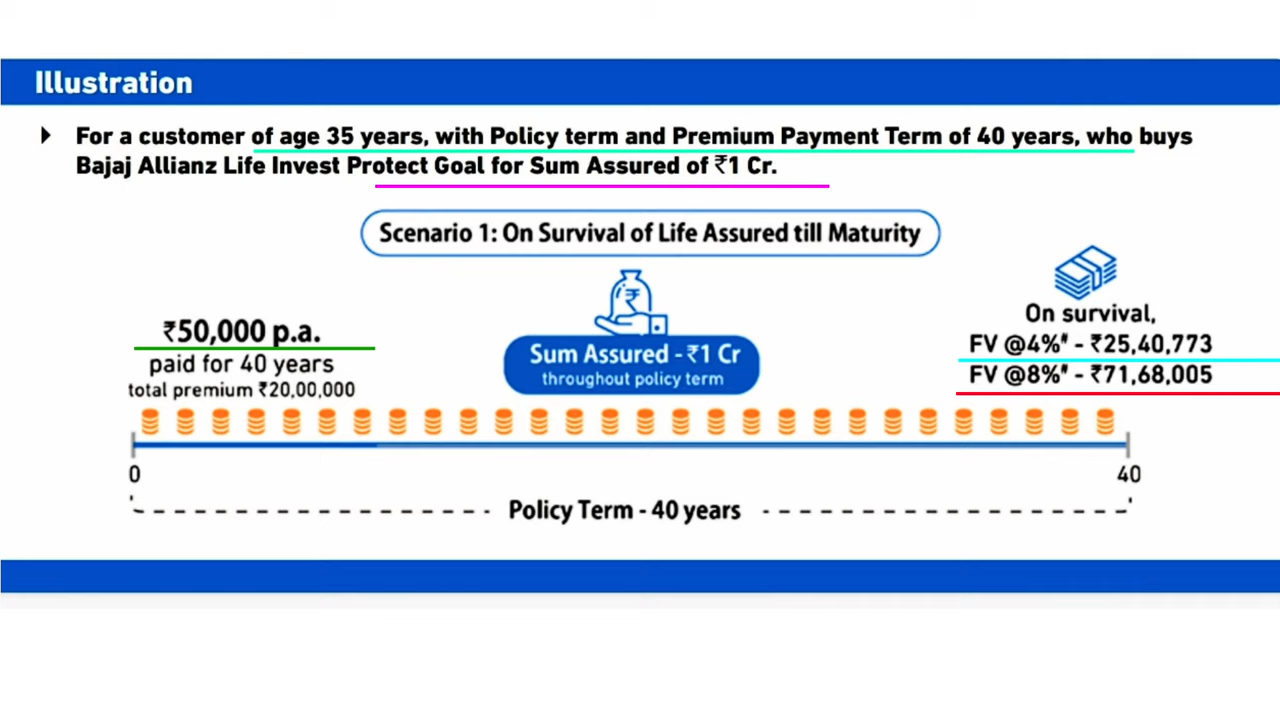 Illustration
For a customer of age 35 years, with Policy term and Premium Payment Term of 40 years, who buys
Bajaj Allianz Life Invest Protect Goal for Sum Assured of ₹1 Cr.
Scenario 1: On Survival of Life Assured till Maturity
₹50,000 p.a.
paid for 40 years
total premium ₹20,00,000
₹
Sum Assured - ₹1 Cr
throughout policy term
On survival,
FV @4%# - ₹25,40,773
FV @8%# - ₹71,68,005
0
40
Policy Term - 40 years